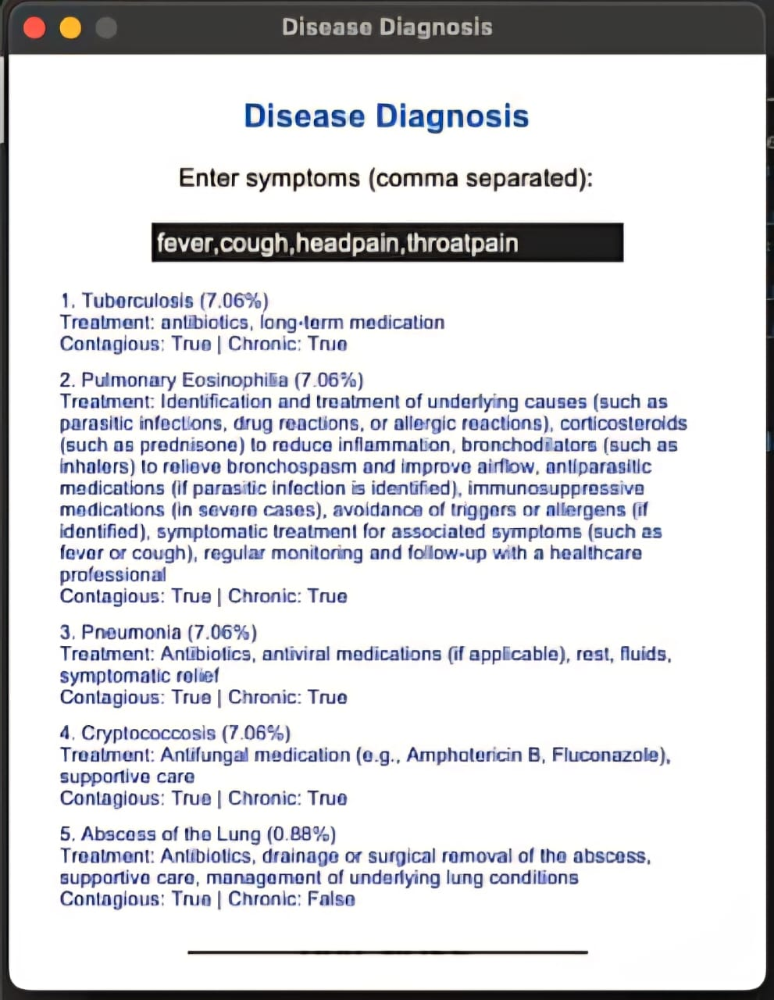 Disease Diagnosis
Disease Diagnosis
Enter symptoms (comma separated):
fever,cough,headpain,throatpain
1. Tuberculosis (7.06%)
Treatment: antibiotics, long-term medication
Contagious: True | Chronic: True
2. Pulmonary Eosinophilia (7.06%)
Treatment: Identification and treatment of underlying causes (such as
parasitic infections, drug reactions, or allergic reactions), corticosteroids
(such as prednisone) to reduce inflammation, bronchodilators (such as
inhalers) to relieve bronchospasm and improve airflow, antiparasitic
medications (if parasitic infection is identified), immunosuppressive
medications (in severe cases), avoidance of triggers or allergens (if
identified), symptomatic treatment for associated symptoms (such as
fever or cough), regular monitoring and follow-up with a healthcare
professional
Contagious: True | Chronic: True
3. Pneumonia (7.06%)
Treatment: Antibiotics, antiviral medications (if applicable), rest, fluids,
symptomatic relief
Contagious: True | Chronic: True
4. Cryptococcosis (7.06%)
Treatment: Antifungal medication (e.g., Amphotericin B, Fluconazole),
supportive care
Contagious: True | Chronic: True
5. Abscess of the Lung (0.88%)
Treatment: Antibiotics, drainage or surgical removal of the abscess,
supportive care, management of underlying lung conditions
Contagious: True | Chronic: False